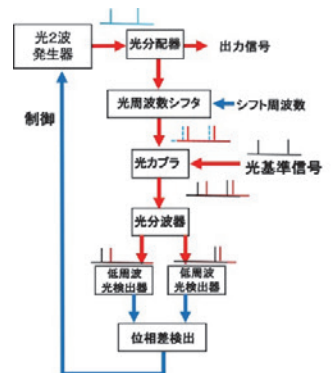 光2波
発生器
光分配器
出力信号
光周波数シフタ
シフト周波数
制御
光カプラ
光基準信号
光分波器
低周波
光検出器
低周波
光検出器
位相差検出